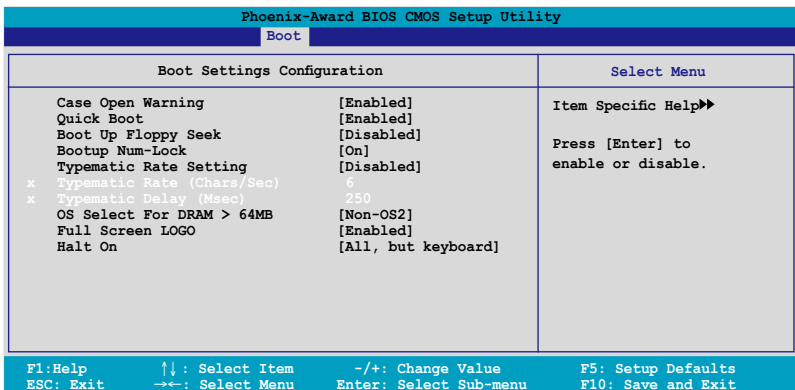 Phoenix-Award BIOS CMOS Setup Utility
Boot
Boot Settings Configuration
Select Menu
Case Open Warning [Enabled]
Quick Boot [Enabled]
Boot Up Floppy Seek [Disabled]
Bootup Num-Lock [On]
Typematic Rate Setting [Disabled]
x Typematic Rate (Chars/Sec) 6
x Typematic Delay (Msec) 250
OS Select For DRAM > 64MB [Non-OS2]
Full Screen LOGO [Enabled]
Halt On [All, but keyboard]
Item Specific Help▶▶
Press [Enter] to
enable or disable.
F1:Help ↑↓ : Select Item -/+: Change Value F5: Setup Defaults
ESC: Exit →←: Select Menu Enter: Select Sub-menu F10: Save and Exit